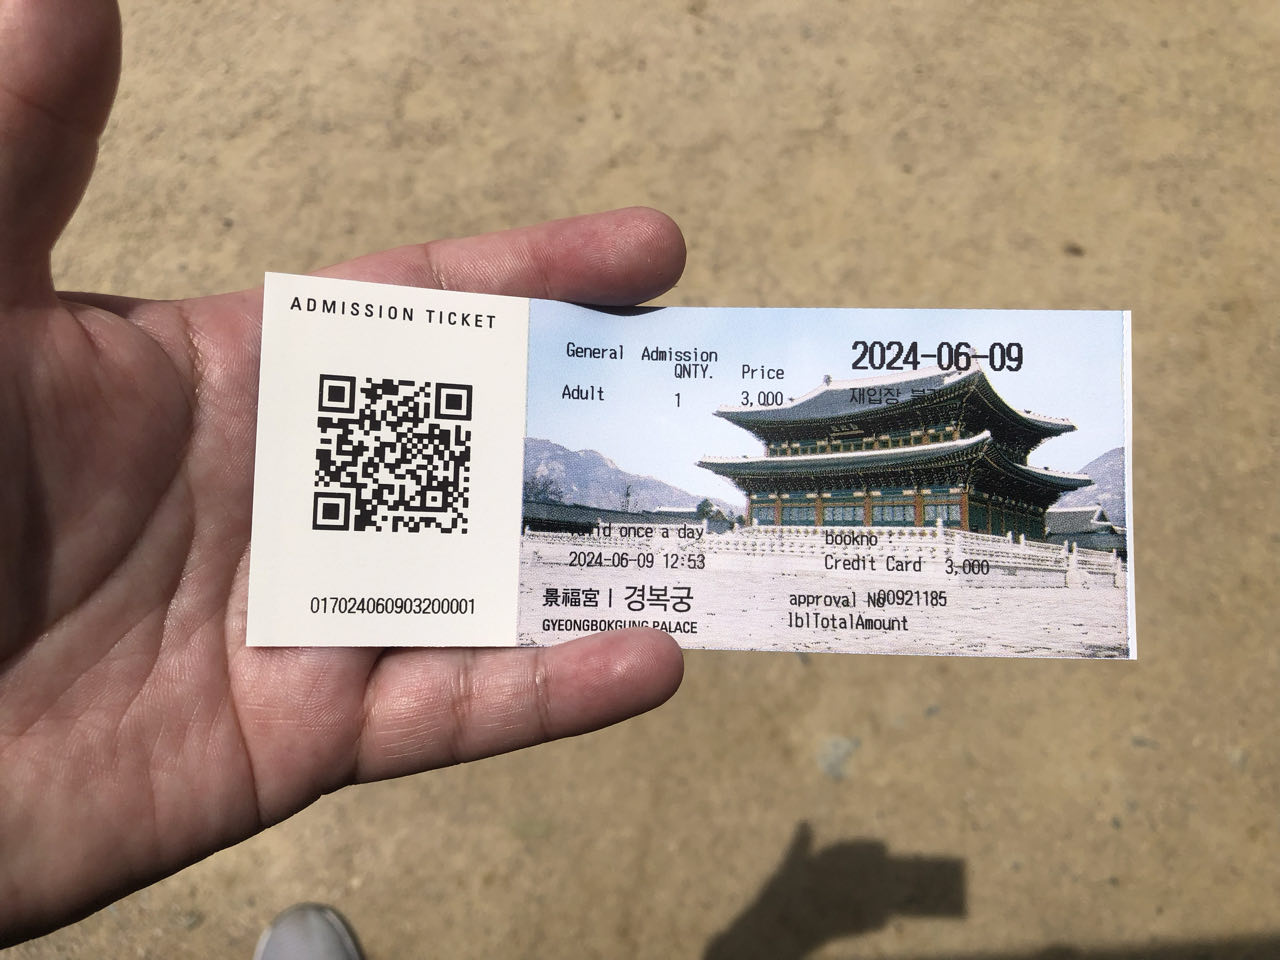 ADMISSION TICKET
017024060903200001
General Admission
QNTY. Price
Adult 1 3,000
2024-06-09
재입장
once a day
2024-06-09 12:53
景福宮 | 경복궁
GYEONGBOKGUNG PALACE
bookno :
Credit Card 3,000
approval No 00921185
lblTotalAmount